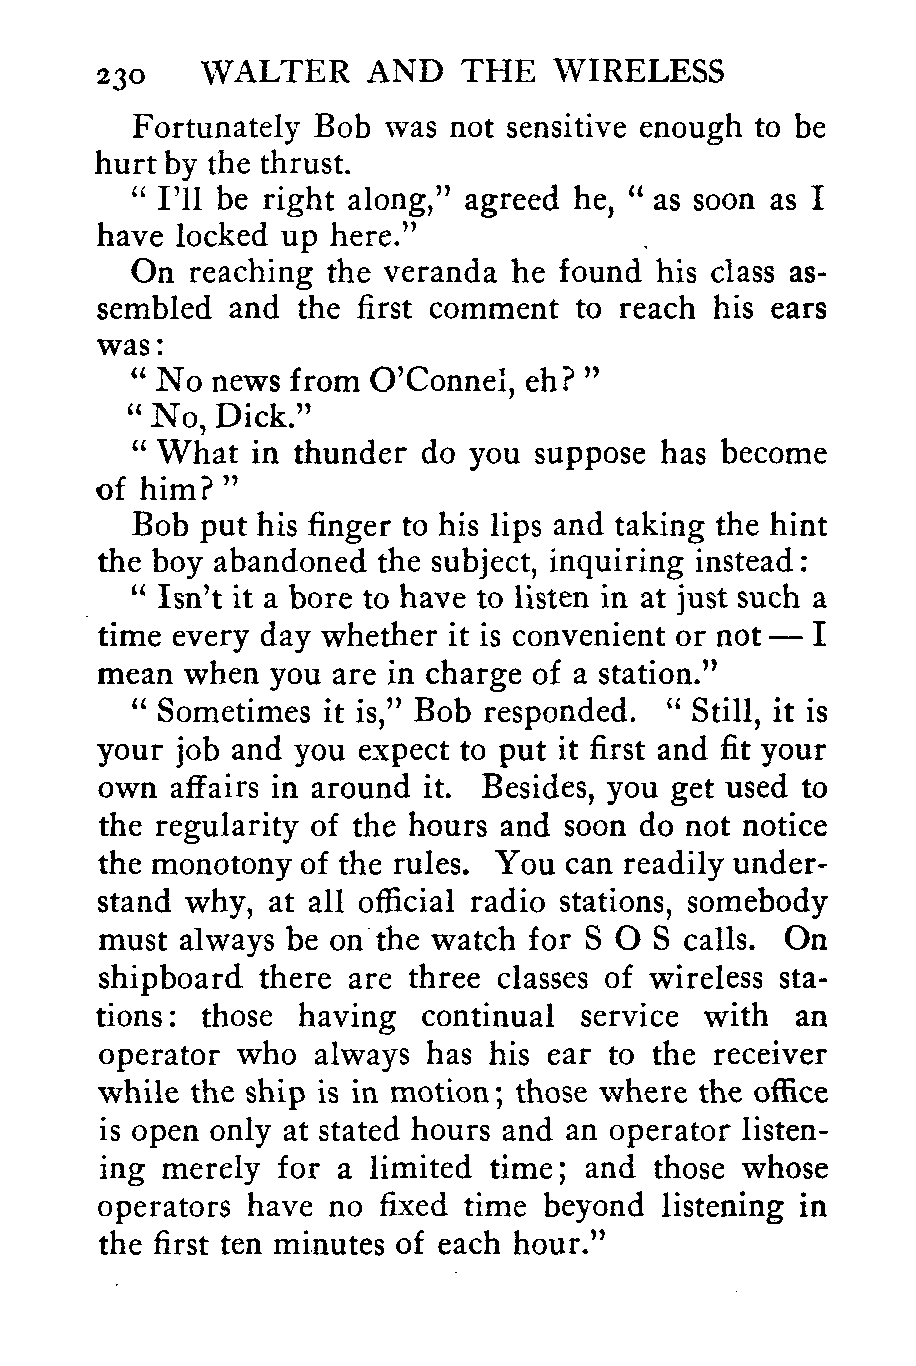 230 WALTER AND THE WIRELESS
Fortunately Bob was not sensitive enough to be
hurt by the thrust.
" I'll be right along," agreed he, " as soon as I
have locked up here."
On reaching the veranda he found his class as-
sembled and the first comment to reach his ears
was:
" No news from O'Connel, eh? "
" No, Dick."
" What in thunder do you suppose has become
of him? "
Bob put his finger to his lips and taking the hint
the boy abandoned the subject, inquiring instead:
" Isn't it a bore to have to listen in at just such a
time every day whether it is convenient or not — I
mean when you are in charge of a station."
" Sometimes it is," Bob responded. " Still, it is
your job and you expect to put it first and fit your
own affairs in around it. Besides, you get used to
the regularity of the hours and soon do not notice
the monotony of the rules. You can readily under-
stand why, at all official radio stations, somebody
must always be on the watch for S O S calls. On
shipboard there are three classes of wireless sta-
tions: those having continual service with an
operator who always has his ear to the receiver
while the ship is in motion; those where the office
is open only at stated hours and an operator listen-
ing merely for a limited time; and those whose
operators have no fixed time beyond listening in
the first ten minutes of each hour."